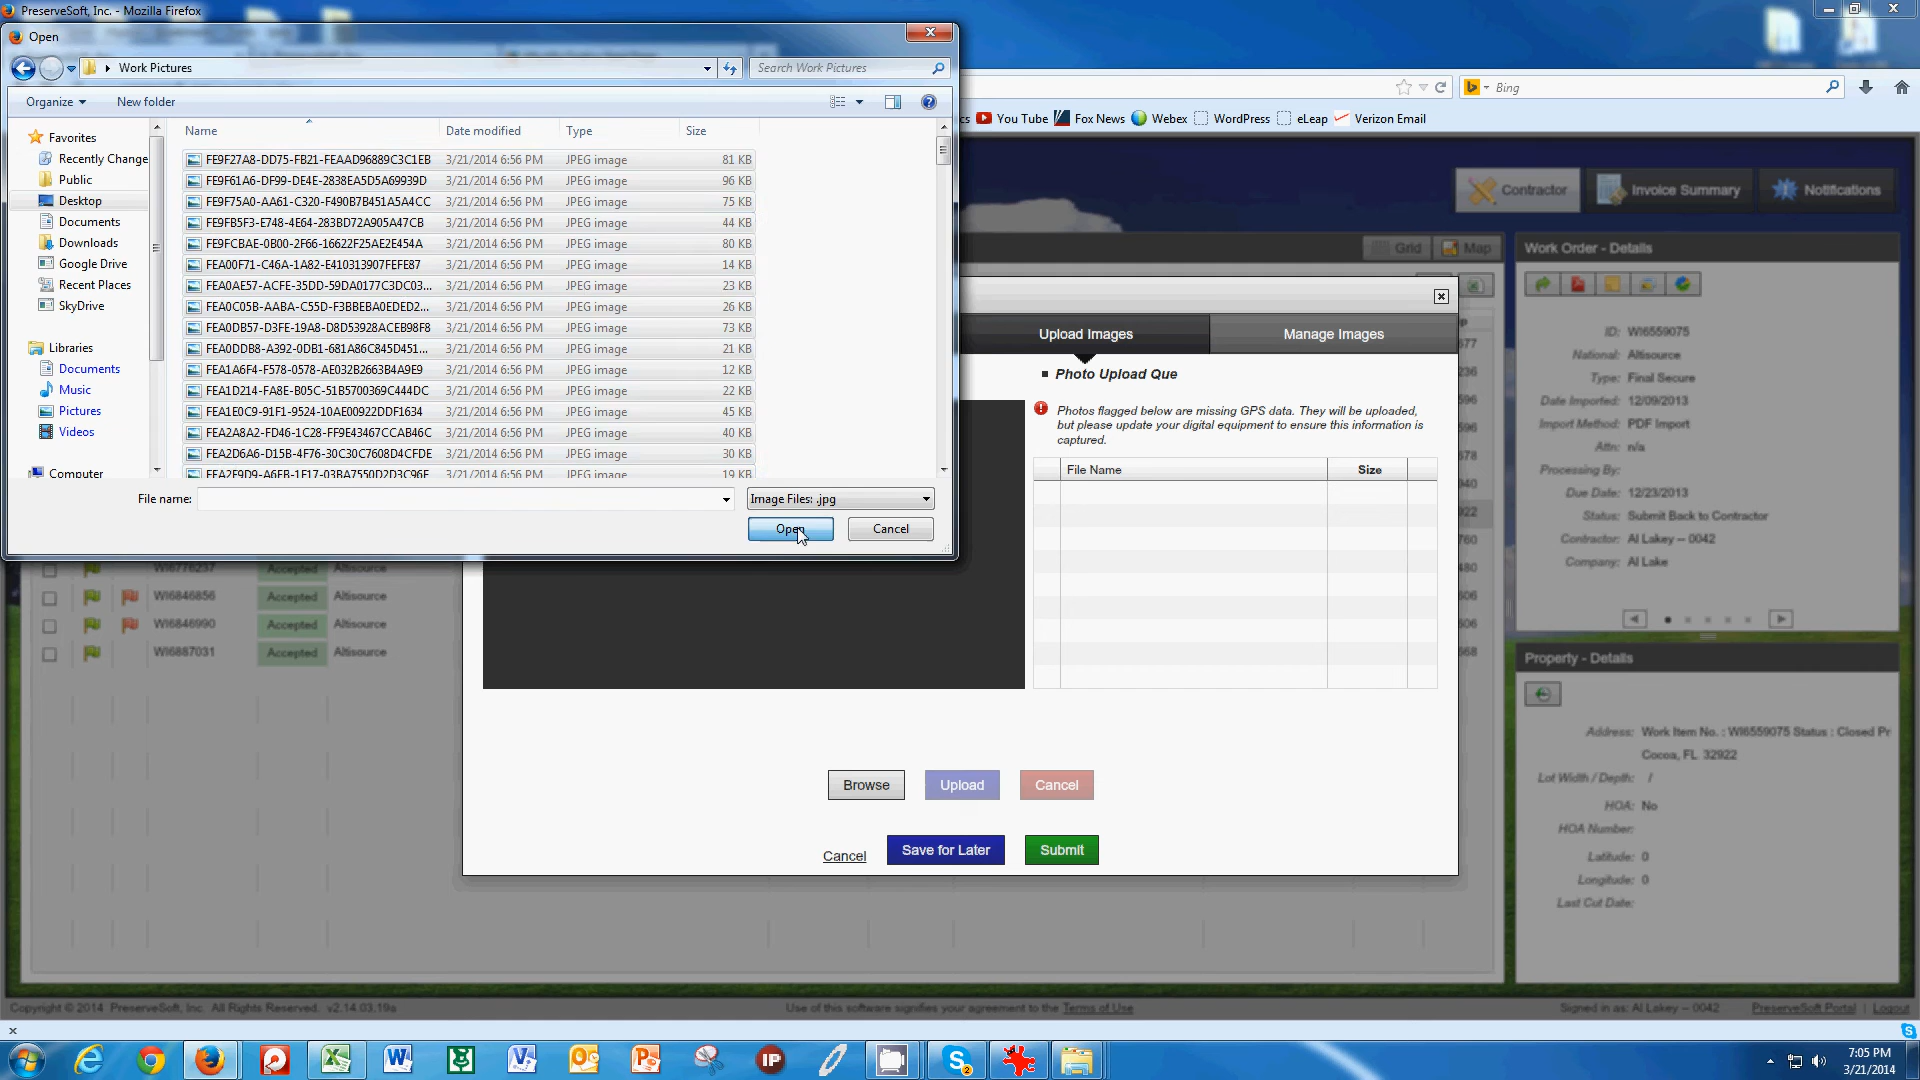 PreserveSoft, Inc. - Mozilla Firefox
Open
Work Pictures
Search Work Pictures
Organize
New folder
Bing
You Tube
Fox News
Webex
WordPress
eLeap
Verizon Email
Favorites
Recently Change
Public
Desktop
Documents
Downloads
Google Drive
Recent Places
SkyDrive
Libraries
Documents
Music
Pictures
Videos
Computer
Name Date modified Type Size
FE9F27A8-DD75-FB21-FEAAD96889C3C1EB 3/21/2014 6:56 PM JPEG image 81 KB
FE9F61A6-DF99-DE4E-2838EA5D5A69939D 3/21/2014 6:56 PM JPEG image 96 KB
FE9F75A0-AA61-C320-F490B7B451A5A4CC 3/21/2014 6:56 PM JPEG image 75 KB
FE9FB5F3-E748-4E64-283BD72A905A47CB 3/21/2014 6:56 PM JPEG image 44 KB
FE9FCBAE-0B00-2F66-16622F25AE2E454A 3/21/2014 6:56 PM JPEG image 80 KB
FEA00F71-C46A-1A82-E410313907FEFE87 3/21/2014 6:56 PM JPEG image 14 KB
FEA0AE57-ACFE-35DD-59DA0177C3DC03... 3/21/2014 6:56 PM JPEG image 23 KB
FEA0C05B-AABA-C55D-F3BBEBA0EDED2... 3/21/2014 6:56 PM JPEG image 26 KB
FEA0DB57-D3FE-19A8-D8D53928ACEB98F8 3/21/2014 6:56 PM JPEG image 73 KB
FEA0DDB8-A392-0DB1-681A86C845D451... 3/21/2014 6:56 PM JPEG image 21 KB
FEA1A6F4-F578-0578-AE032B2663B4A9E9 3/21/2014 6:56 PM JPEG image 12 KB
FEA1D214-FA8E-B05C-51B5700369C444DC 3/21/2014 6:56 PM JPEG image 22 KB
FEA1E0C9-91F1-9524-10AE00922DDF1634 3/21/2014 6:56 PM JPEG image 45 KB
FEA2A8A2-FD46-1C28-FF9E43467CCAB46C 3/21/2014 6:56 PM JPEG image 40 KB
FEA2D6A6-D15B-4F76-30C30C7608D4CFDE 3/21/2014 6:56 PM JPEG image 30 KB
FEA2E9D9-A6FB-1F17-03BA7550D2D3C96F 3/21/2014 6:56 PM JPEG image 19 KB
File name:
Image Files: .jpg
Open
Cancel
Contractor
Invoice Summary
Notifications
Grid
Map
Upload Images
Manage Images
Photo Upload Que
Photos flagged below are missing GPS data. They will be uploaded,
but please update your digital equipment to ensure this information is
captured.
File Name Size
Browse
Upload
Cancel
Cancel
Save for Later
Submit
WI6776237 Accepted Altisource
WI6846856 Accepted Altisource
WI6846990 Accepted Altisource
WI6887031 Accepted Altisource
Work Order - Details
ID: WI6559075
National: Altisource
Type: Final Secure
Date Imported: 12/09/2013
Import Method: PDF Import
Attn: n/a
Processing By:
Due Date: 12/23/2013
Status: Submit Back to Contractor
Contractor: Al Lakey -- 0042
Company: Al Lake
Property - Details
Address: Work Item No. : WI6559075 Status : Closed Pr
Cocoa, FL 32922
Lot Width / Depth: /
HOA: No
HOA Number:
Latitude: 0
Longitude: 0
Last Cut Date:
Copyright © 2014 PreserveSoft, Inc. All Rights Reserved. v2.14.03.19a
Use of this software signifies your agreement to the Terms of Use
Signed in as: Al Lakey -- 0042
PreserveSoft Portal | Logout
7:05 PM
3/21/2014